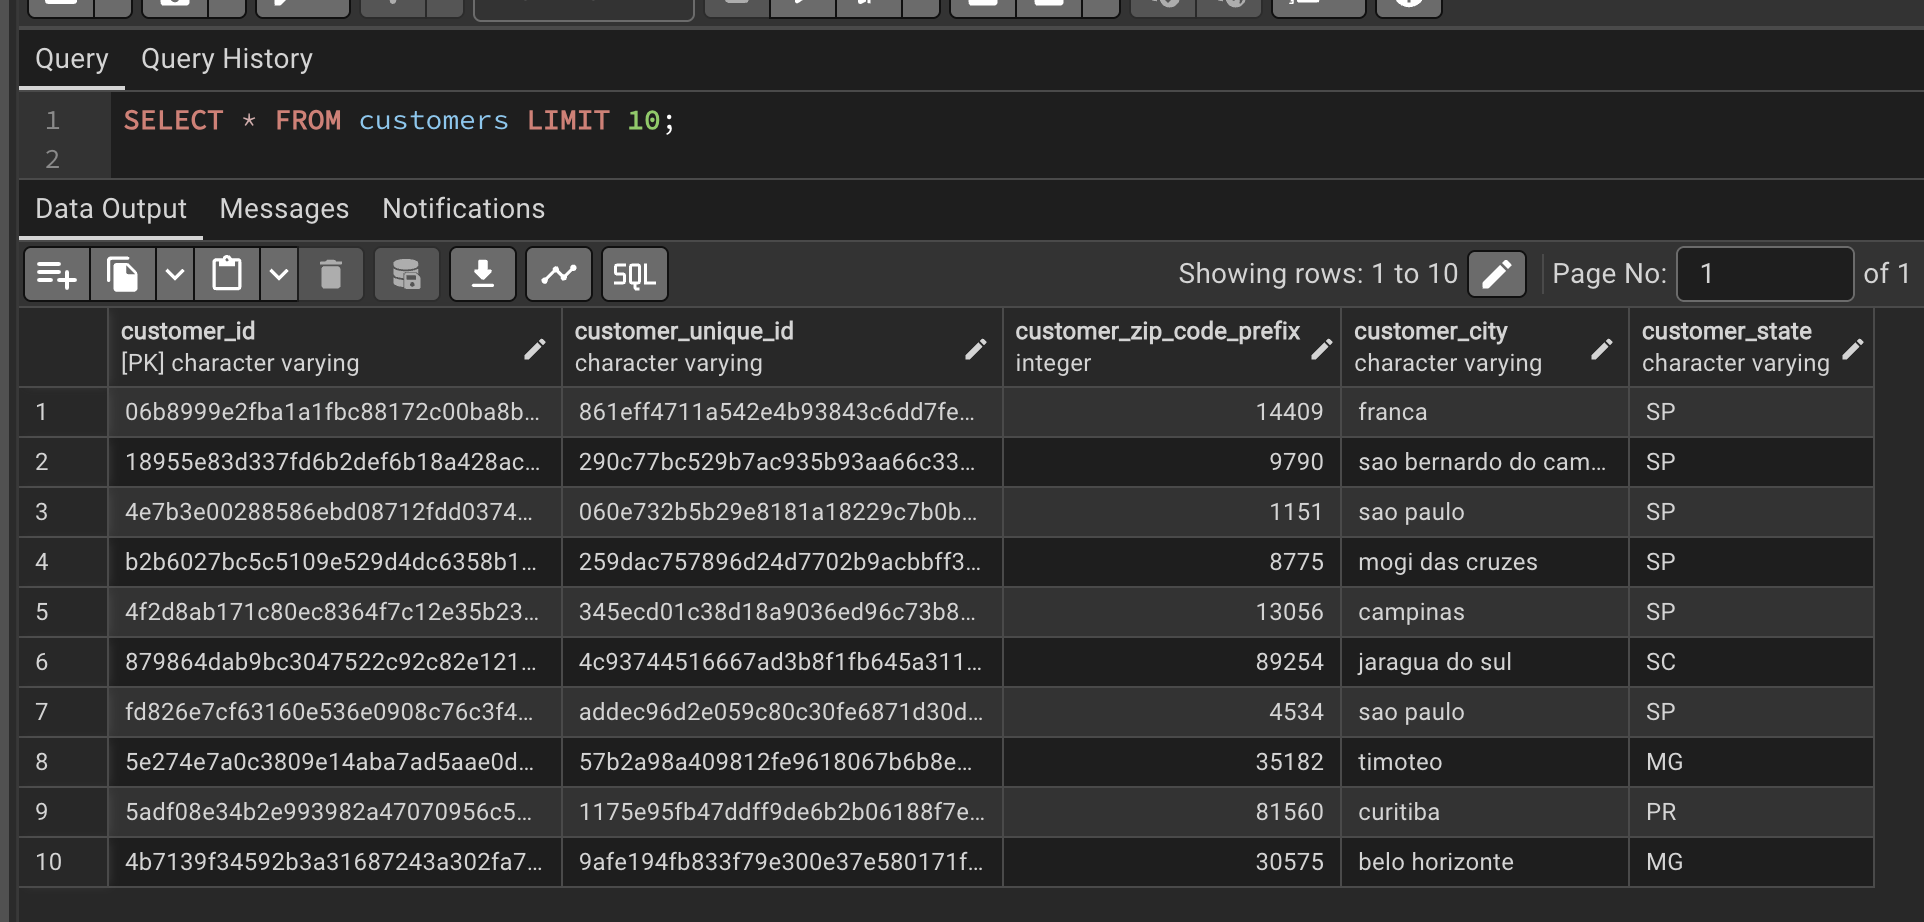 Query Query History
1 SELECT * FROM customers LIMIT 10;
2
Data Output Messages Notifications
SQL Showing rows: 1 to 10 Page No: 1 of 1
customer_id customer_unique_id customer_zip_code_prefix customer_city customer_state
[PK] character varying character varying integer character varying character varying
1 06b8999e2fba1a1fbc88172c00ba8b... 861eff4711a542e4b93843c6dd7fe... 14409 franca SP
2 18955e83d337fd6b2def6b18a428ac... 290c77bc529b7ac935b93aa66c33... 9790 sao bernardo do cam... SP
3 4e7b3e00288586ebd08712fdd0374... 060e732b5b29e8181a18229c7b0b... 1151 sao paulo SP
4 b2b6027bc5c5109e529d4dc6358b1... 259dac757896d24d7702b9acbbff3... 8775 mogi das cruzes SP
5 4f2d8ab171c80ec8364f7c12e35b23... 345ecd01c38d18a9036ed96c73b8... 13056 campinas SP
6 879864dab9bc3047522c92c82e121... 4c93744516667ad3b8f1fb645a311... 89254 jaragua do sul SC
7 fd826e7cf63160e536e0908c76c3f4... addec96d2e059c80c30fe6871d30d... 4534 sao paulo SP
8 5e274e7a0c3809e14aba7ad5aae0d... 57b2a98a409812fe9618067b6b8e... 35182 timoteo MG
9 5adf08e34b2e993982a47070956c5... 1175e95fb47ddff9de6b2b06188f7e... 81560 curitiba PR
10 4b7139f34592b3a31687243a302fa7... 9afe194fb833f79e300e37e580171f... 30575 belo horizonte MG